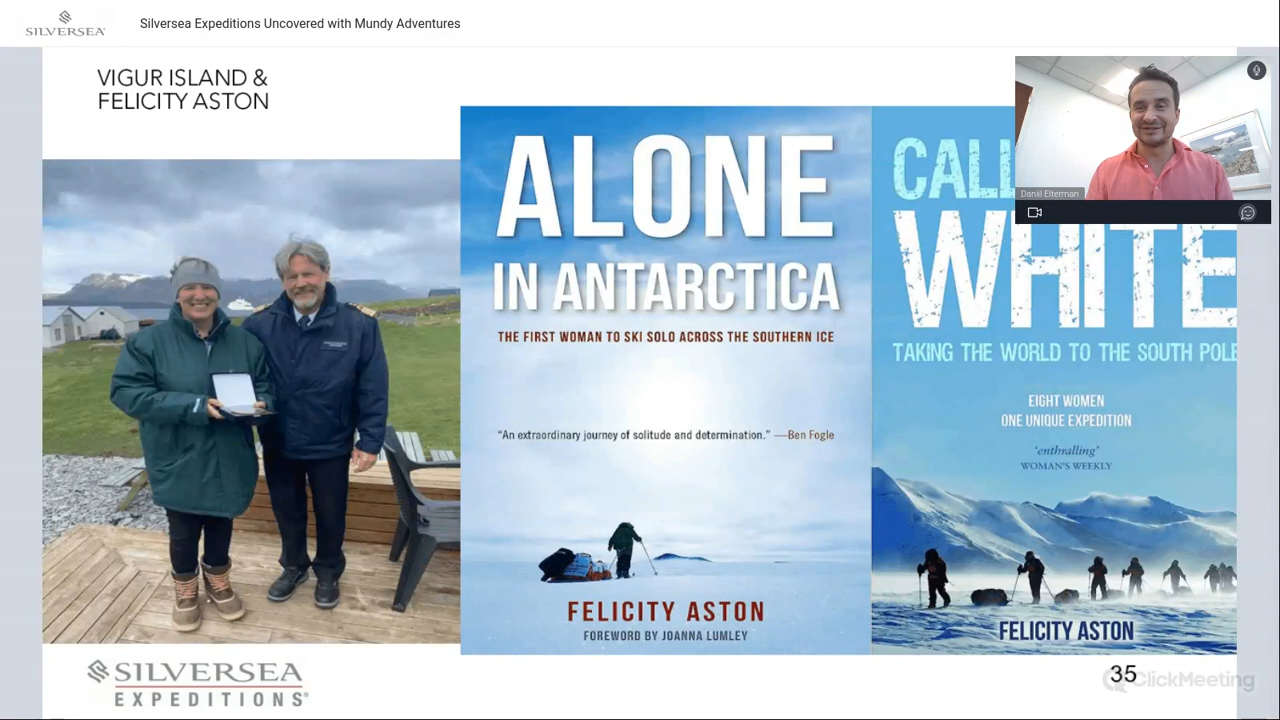 SILVERSEA
Silversea Expeditions Uncovered with Mundy Adventures
VIGUR ISLAND &
FELICITY ASTON
ALONE
IN ANTARCTICA
THE FIRST WOMAN TO SKI SOLO ACROSS THE SOUTHERN ICE
“An extraordinary journey of solitude and determination.” —Ben Fogle
FELICITY ASTON
FOREWORD BY JOANNA LUMLEY
CALL
WHITE
TAKING THE WORLD TO THE SOUTH POLE
EIGHT WOMEN
ONE UNIQUE EXPEDITION
‘enthralling’
WOMAN'S WEEKLY
FELICITY ASTON
Daniil Elterman
SILVERSEA
EXPEDITIONS®
35
ClickMeeting